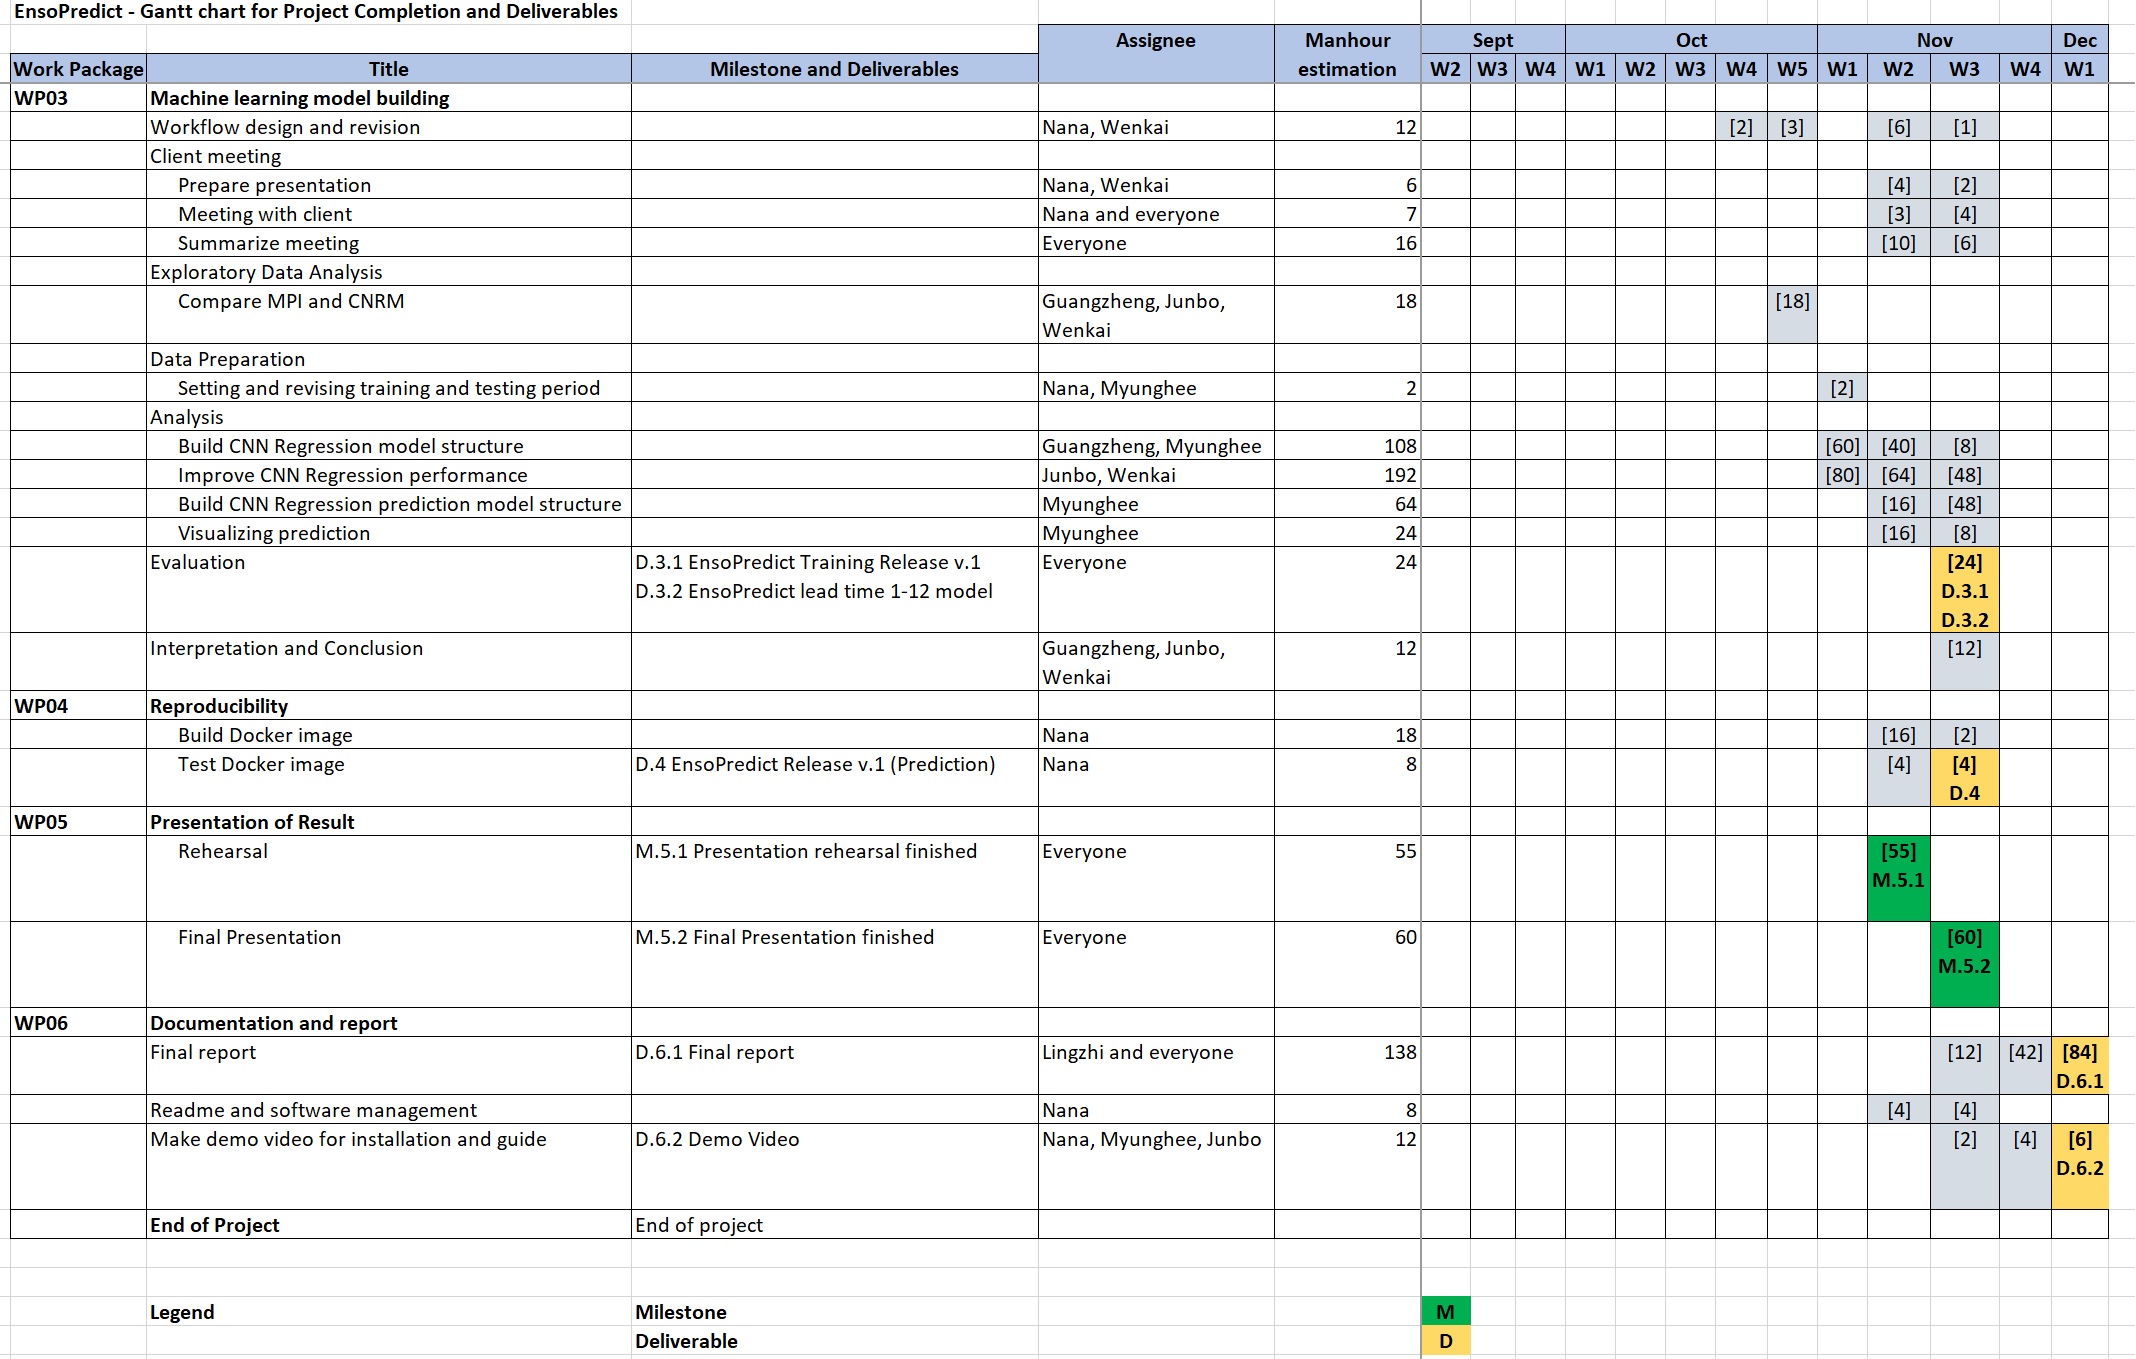 EnsoPredict - Gantt chart for Project Completion and Deliverables
Assignee Manhour Sept Oct Nov Dec
Work Package Title Milestone and Deliverables estimation W2 W3 W4 W1 W2 W3 W4 W5 W1 W2 W3 W4 W1
WP03 Machine learning model building
Workflow design and revision Nana, Wenkai 12 [2] [3] [6] [1]
Client meeting
Prepare presentation Nana, Wenkai 6 [4] [2]
Meeting with client Nana and everyone 7 [3] [4]
Summarize meeting Everyone 16 [10] [6]
Exploratory Data Analysis
Compare MPI and CNRM Guangzheng, Junbo, 18 [18]
Wenkai
Data Preparation
Setting and revising training and testing period Nana, Myunghee 2 [2]
Analysis
Build CNN Regression model structure Guangzheng, Myunghee 108 [60] [40] [8]
Improve CNN Regression performance Junbo, Wenkai 192 [80] [64] [48]
Build CNN Regression prediction model structure Myunghee 64 [16] [48]
Visualizing prediction Myunghee 24 [16] [8]
Evaluation D.3.1 EnsoPredict Training Release v.1 Everyone 24 [24]
D.3.2 EnsoPredict lead time 1-12 model D.3.1
D.3.2
Interpretation and Conclusion Guangzheng, Junbo, 12 [12]
Wenkai
WP04 Reproducibility
Build Docker image Nana 18 [16] [2]
Test Docker image D.4 EnsoPredict Release v.1 (Prediction) Nana 8 [4] [4]
D.4
WP05 Presentation of Result
Rehearsal M.5.1 Presentation rehearsal finished Everyone 55 [55]
M.5.1
Final Presentation M.5.2 Final Presentation finished Everyone 60 [60]
M.5.2
WP06 Documentation and report
Final report D.6.1 Final report Lingzhi and everyone 138 [12] [42] [84]
D.6.1
Readme and software management Nana 8 [4] [4]
Make demo video for installation and guide D.6.2 Demo Video Nana, Myunghee, Junbo 12 [2] [4] [6]
D.6.2
End of Project End of project
Legend Milestone M
Deliverable D